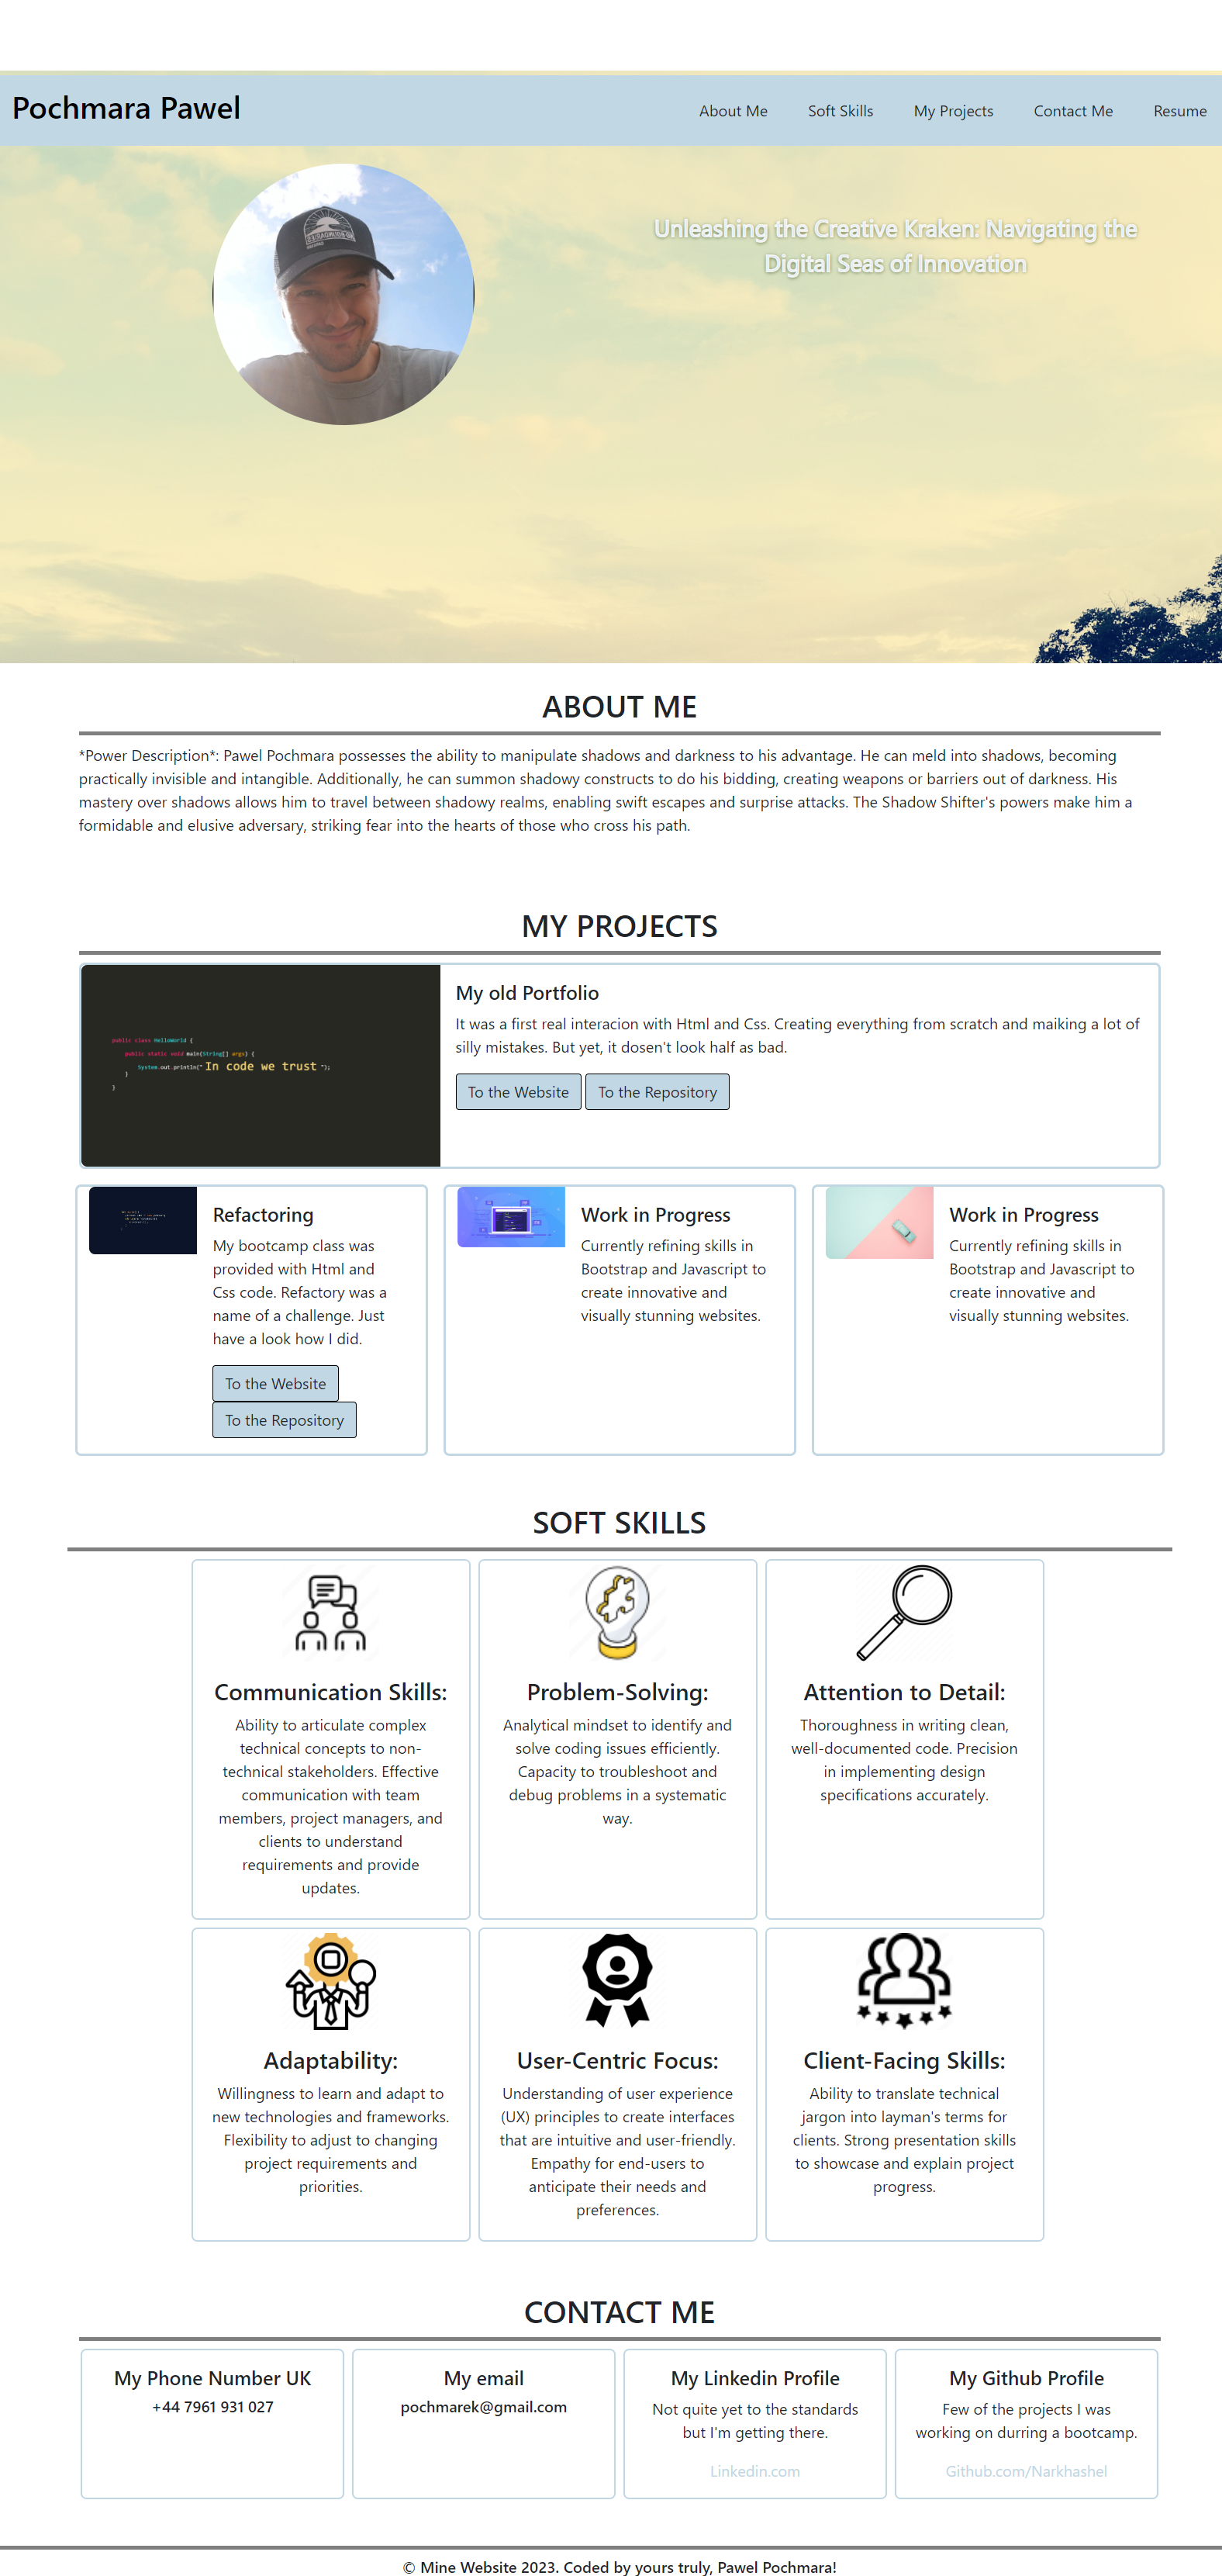 Pochmara Pawel
About Me
Soft Skills
My Projects
Contact Me
Resume
Unleashing the Creative Kraken: Navigating the
Digital Seas of Innovation
ABOUT ME
*Power Description*: Pawel Pochmara possesses the ability to manipulate shadows and darkness to his advantage. He can meld into shadows, becoming
practically invisible and intangible. Additionally, he can summon shadowy constructs to do his bidding, creating weapons or barriers out of darkness. His
mastery over shadows allows him to travel between shadowy realms, enabling swift escapes and surprise attacks. The Shadow Shifter's powers make him a
formidable and elusive adversary, striking fear into the hearts of those who cross his path.
MY PROJECTS
public class HelloWorld {
public static void main(String[] args) {
System.out.println(" In code we trust ");
}
}
My old Portfolio
It was a first real interacion with Html and Css. Creating everything from scratch and maiking a lot of
silly mistakes. But yet, it dosen't look half as bad.
To the Website
To the Repository
Refactoring
My bootcamp class was
provided with Html and
Css code. Refactory was a
name of a challenge. Just
have a look how I did.
To the Website
To the Repository
Work in Progress
Currently refining skills in
Bootstrap and Javascript to
create innovative and
visually stunning websites.
Work in Progress
Currently refining skills in
Bootstrap and Javascript to
create innovative and
visually stunning websites.
SOFT SKILLS
Communication Skills:
Ability to articulate complex
technical concepts to non-
technical stakeholders. Effective
communication with team
members, project managers, and
clients to understand
requirements and provide
updates.
Problem-Solving:
Analytical mindset to identify and
solve coding issues efficiently.
Capacity to troubleshoot and
debug problems in a systematic
way.
Attention to Detail:
Thoroughness in writing clean,
well-documented code. Precision
in implementing design
specifications accurately.
Adaptability:
Willingness to learn and adapt to
new technologies and frameworks.
Flexibility to adjust to changing
project requirements and
priorities.
User-Centric Focus:
Understanding of user experience
(UX) principles to create interfaces
that are intuitive and user-friendly.
Empathy for end-users to
anticipate their needs and
preferences.
Client-Facing Skills:
Ability to translate technical
jargon into layman's terms for
clients. Strong presentation skills
to showcase and explain project
progress.
CONTACT ME
My Phone Number UK
+44 7961 931 027
My email
pochmarek@gmail.com
My Linkedin Profile
Not quite yet to the standards
but I'm getting there.
Linkedin.com
My Github Profile
Few of the projects I was
working on durring a bootcamp.
Github.com/Narkhashel
© Mine Website 2023. Coded by yours truly, Pawel Pochmara!